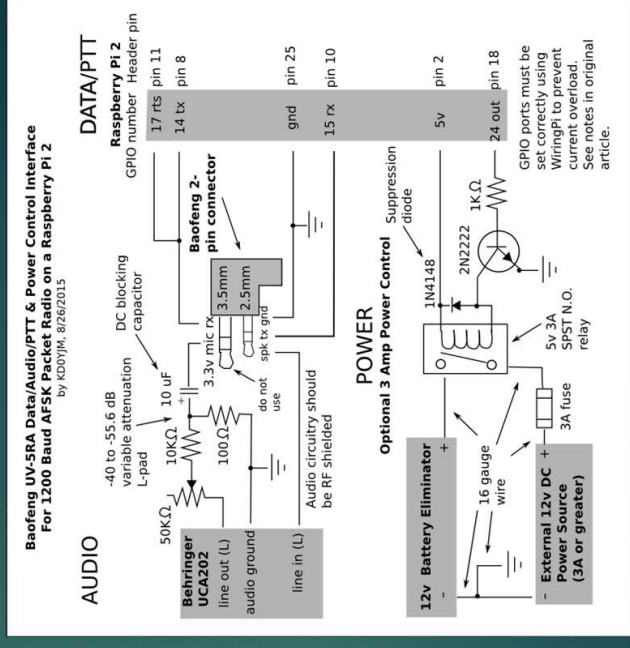 Baofeng UV-5RA Data/Audio/PTT & Power Control Interface
For 1200 Baud AFSK Packet Radio on a Raspberry Pi 2
by KD0YJM, 8/26/2015
AUDIO
DATA/PTT
Raspberry Pi 2
GPIO number Header pin
-40 to -55.6 dB
variable attenuation
L-pad
DC blocking
capacitor
Baofeng 2-
pin connector
50KΩ
10KΩ
100Ω
10 uF
+
3.3v mic rx
3.5mm
2.5mm
spk tx gnd
do not
use
17 rts pin 11
14 tx pin 8
gnd pin 25
15 rx pin 10
Behringer
UCA202
line out (L)
audio ground
line in (L)
Audio circuitry should
be RF shielded
POWER
Optional 3 Amp Power Control
Suppression
diode
1N4148
2N2222
1KΩ
5v pin 2
24 out pin 18
12v Battery Eliminator
- +
16 gauge
wire
5v 3A
SPST N.O.
relay
3A fuse
- External 12v DC +
Power Source
(3A or greater)
GPIO ports must be
set correctly using
WiringPi to prevent
current overload.
See notes in original
article.